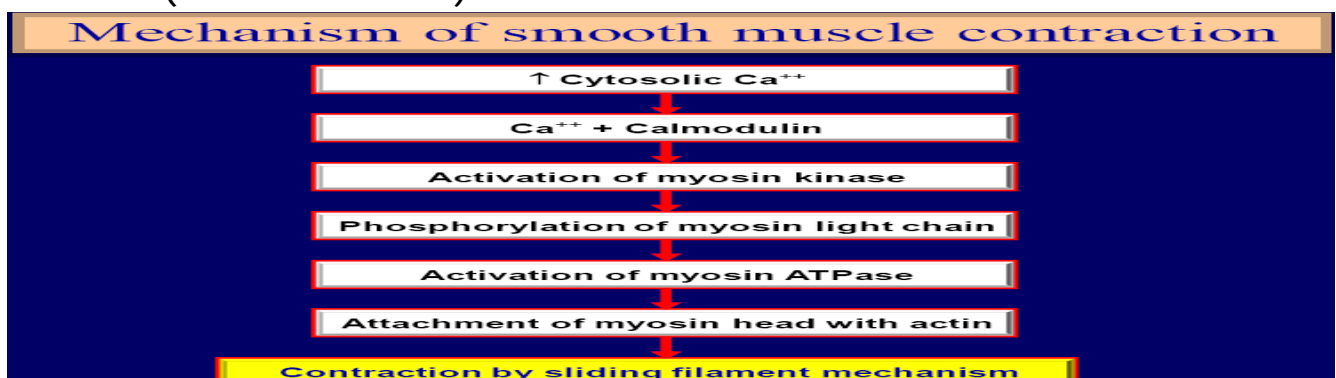 Mechanism of smooth muscle contraction
↑ Cytosolic Ca⁺⁺
Ca⁺⁺ + Calmodulin
Activation of myosin kinase
Phosphorylation of myosin light chain
Activation of myosin ATPase
Attachment of myosin head with actin
Contraction by sliding filament mechanism